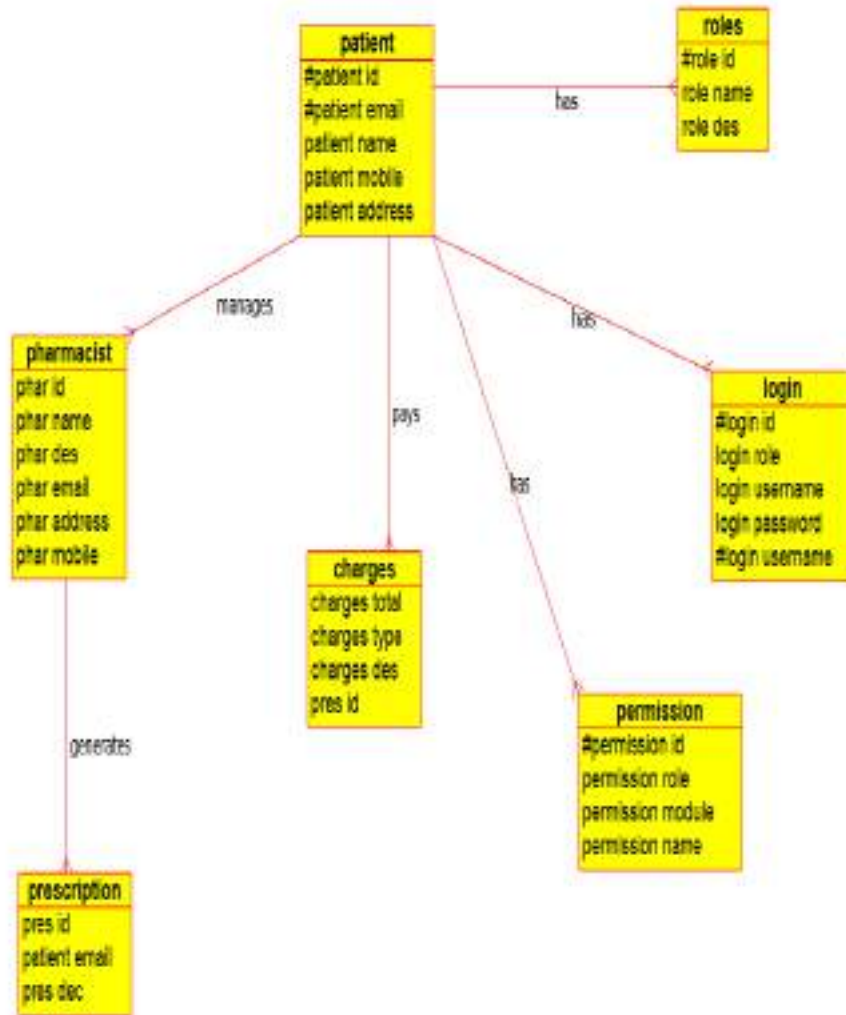 patient
#patient id
#patient email
patient name
patient mobile
patient address
has
roles
#role id
role name
role des
manages
pays
has
has
pharmacist
phar id
phar name
phar des
phar email
phar address
phar mobile
login
#login id
login role
login username
login password
#login username
charges
charges total
charges type
charges des
pres id
permission
#permission id
permission role
permission module
permission name
generates
prescription
pres id
patient email
pres dec